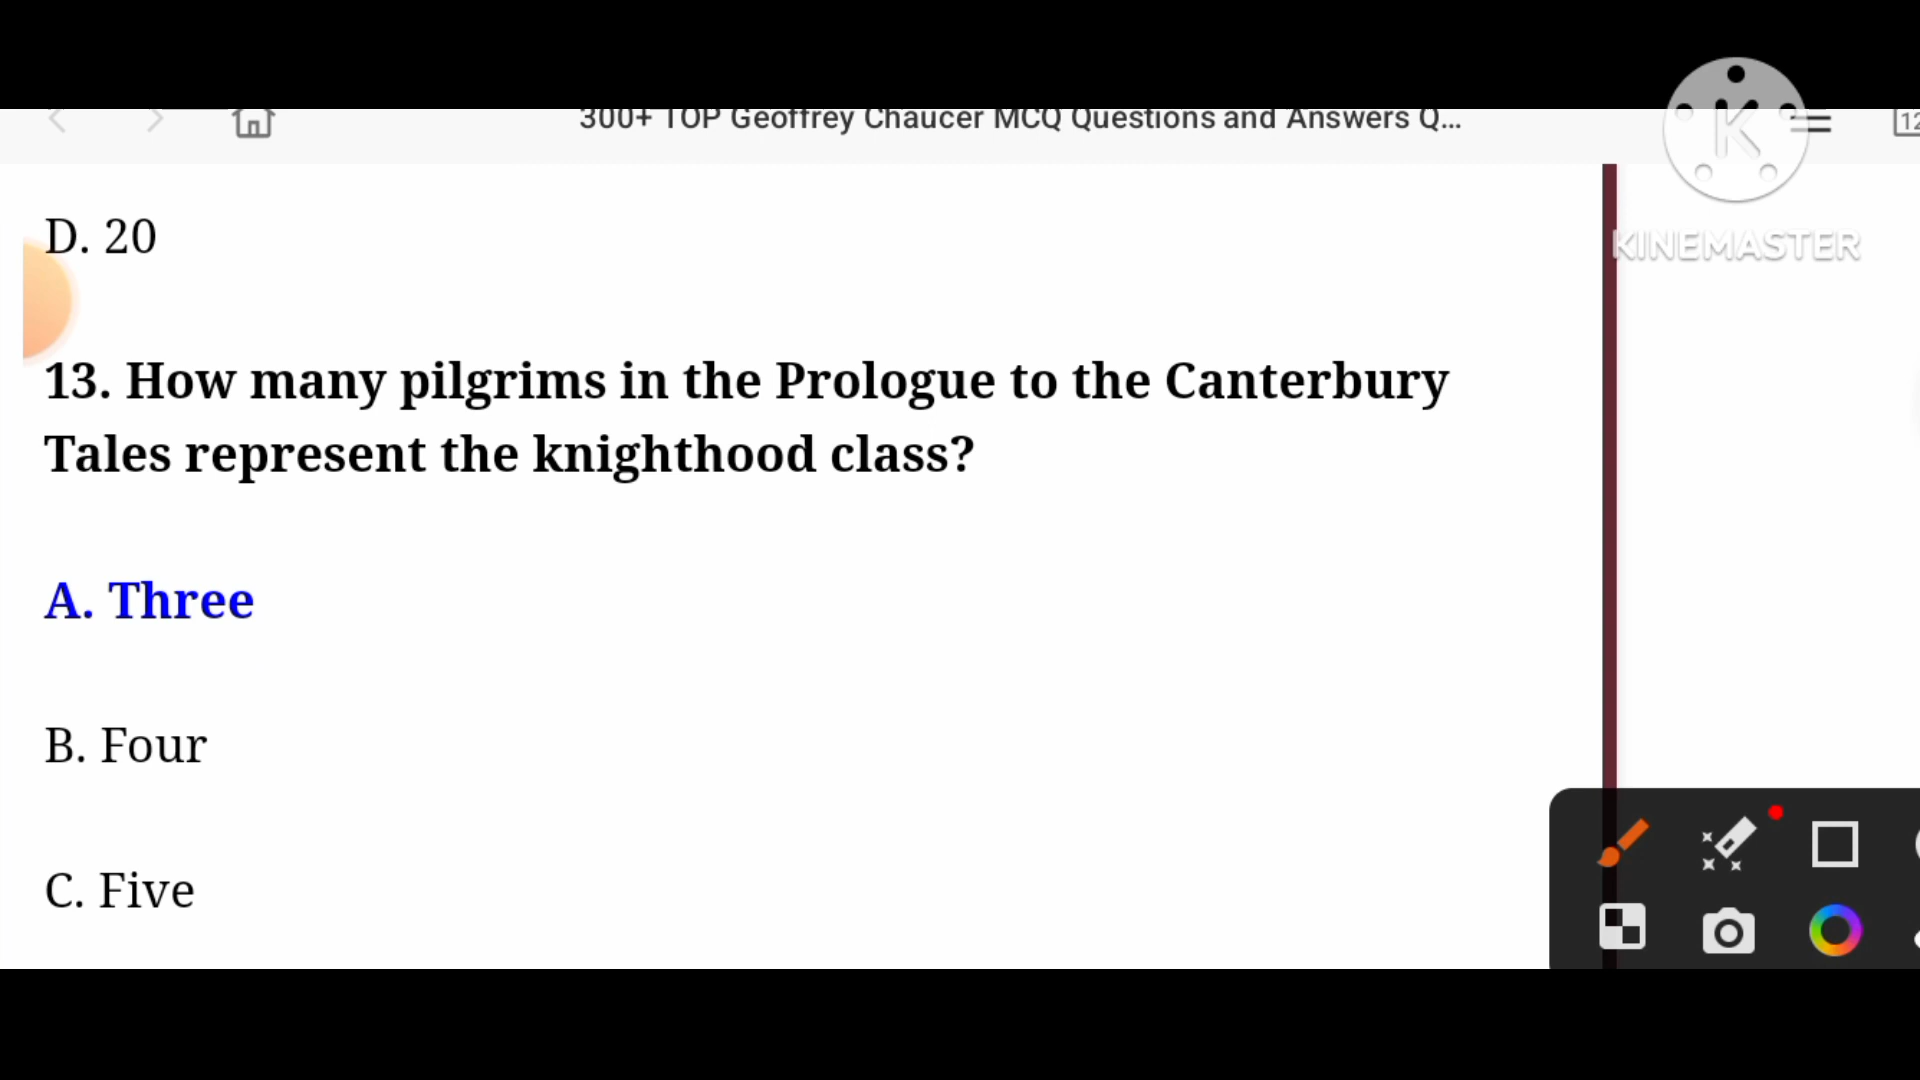 300+ TOP Geoffrey Chaucer MCQ Questions and Answers Q...
12
K
KINEMASTER
D. 20
13. How many pilgrims in the Prologue to the Canterbury
Tales represent the knighthood class?
A. Three
B. Four
C. Five